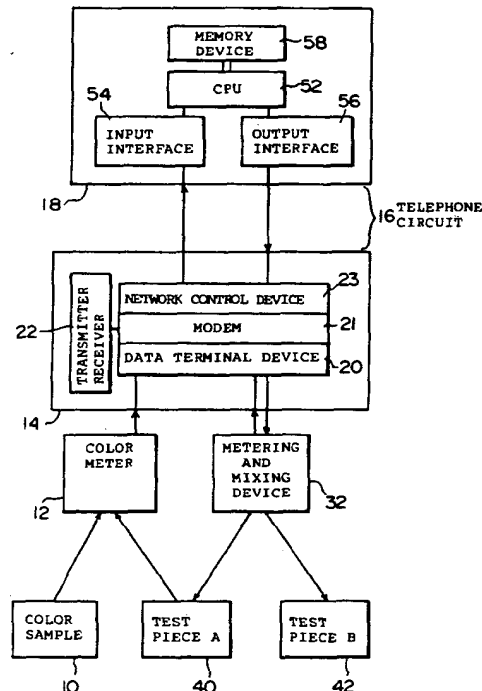 MEMORY
DEVICE
58
CPU
52
54
56
INPUT
INTERFACE
OUTPUT
INTERFACE
18
16 TELEPHONE
CIRCUIT
23
NETWORK CONTROL DEVICE
22
TRANSMITTER
RECEIVER
MODEM
21
DATA TERMINAL DEVICE
20
14
COLOR
METER
METERING
AND
MIXING
DEVICE
12
32
COLOR
SAMPLE
TEST
PIECE A
TEST
PIECE B
10
40
42